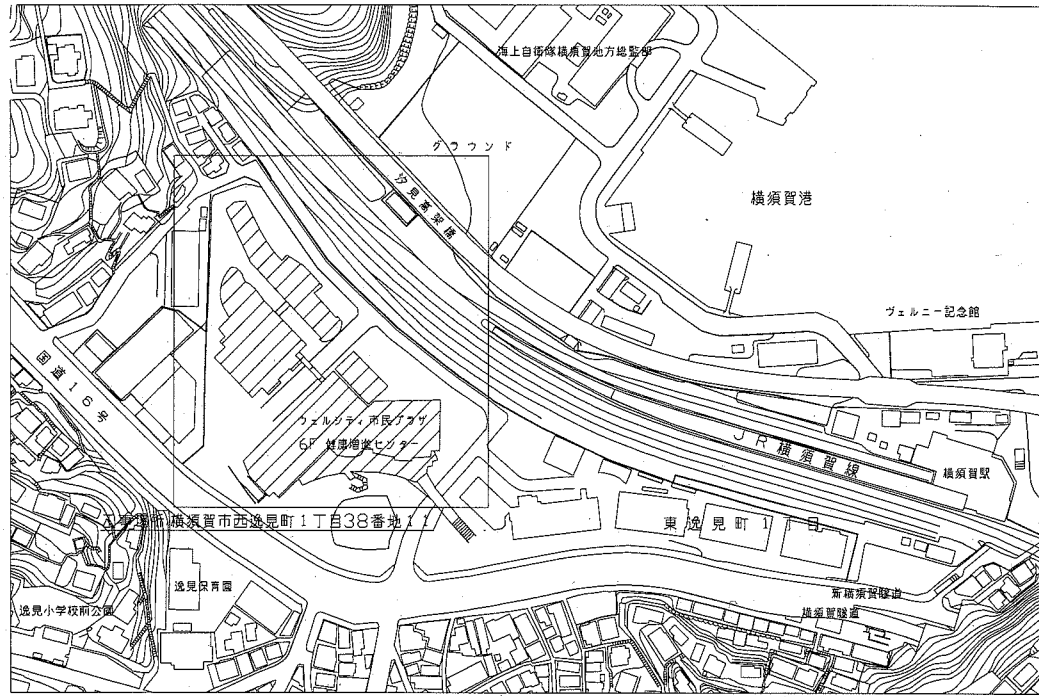 海上自衛隊横須賀地方総監部
グラウンド
汐見高架橋
横須賀港
ヴェルニー記念館
国道16号
ウェルシティ市民プラザ
6F 健康増進センター
JR横須賀線
横須賀駅
工事場所 横須賀市西逸見町1丁目38番地11
東逸見町1丁目
逸見保育園
逸見小学校前公園
新横須賀隧道
横須賀隧道